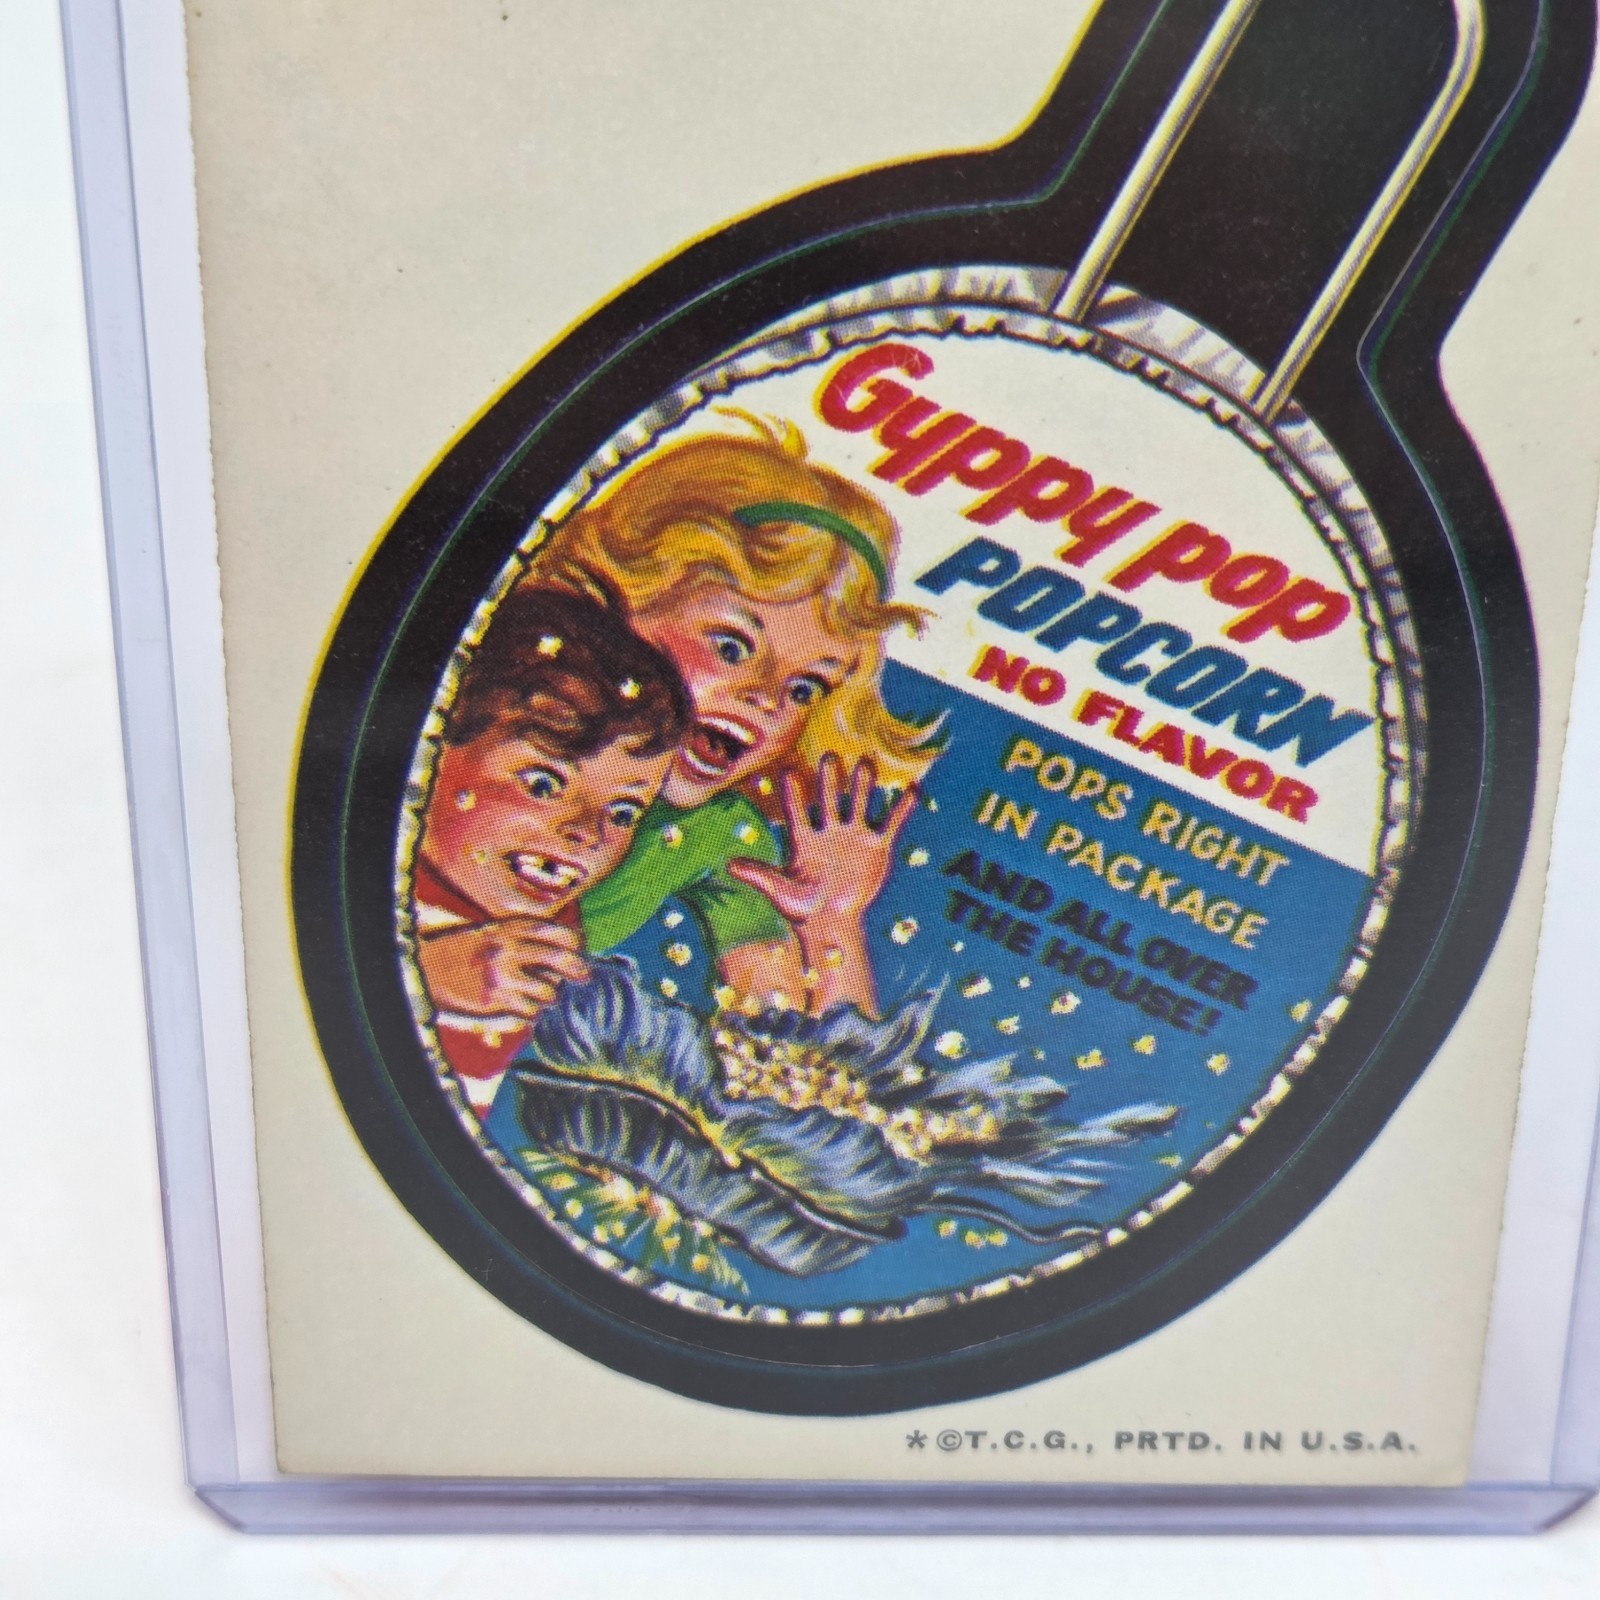 Gyppy pop
POPCORN
NO FLAVOR
POPS RIGHT
IN PACKAGE
AND ALL OVER
THE HOUSE!
*©T.C.G., PRTD. IN U.S.A.